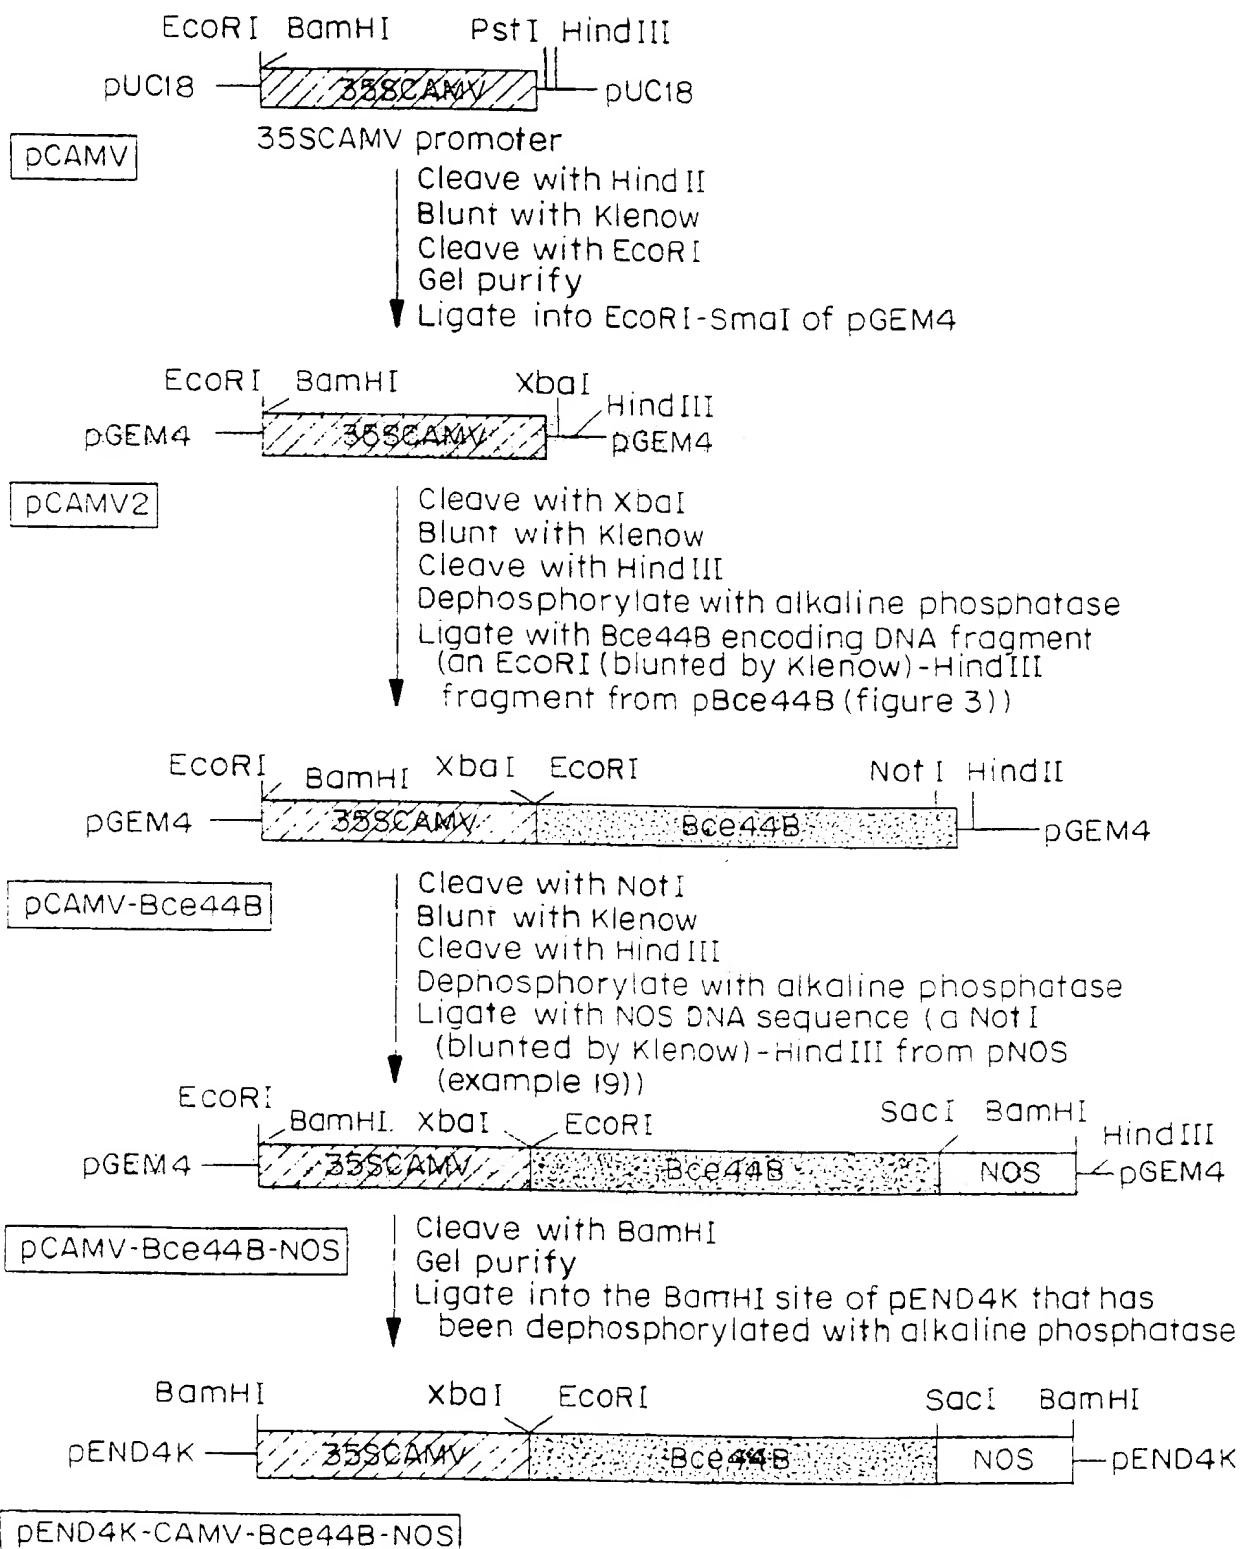 EcoRI BamHI PstI HindIII
pUC18 35SCAMV pUC18
35SCAMV promoter
pCAMV
Cleave with HindII
Blunt with Klenow
Cleave with EcoRI
Gel purify
Ligate into EcoRI-SmaI of pGEM4
EcoRI BamHI XbaI HindIII
pGEM4 35SCAMV pGEM4
pCAMV2
Cleave with XbaI
Blunt with Klenow
Cleave with HindIII
Dephosphorylate with alkaline phosphatase
Ligate with Bce44B encoding DNA fragment
(an EcoRI (blunted by Klenow)-HindIII
fragment from pBce44B (figure 3))
EcoRI BamHI XbaI EcoRI NotI HindII
pGEM4 35SCAMV Bce44B pGEM4
pCAMV-Bce44B
Cleave with NotI
Blunt with Klenow
Cleave with HindIII
Dephosphorylate with alkaline phosphatase
Ligate with NOS DNA sequence (a NotI
(blunted by Klenow)-HindIII from pNOS
(example 19))
EcoRI BamHI XbaI EcoRI SacI BamHI HindIII
pGEM4 35SCAMV Bce44B NOS pGEM4
pCAMV-Bce44B-NOS
Cleave with BamHI
Gel purify
Ligate into the BamHI site of pEND4K that has
been dephosphorylated with alkaline phosphatase
BamHI XbaI EcoRI SacI BamHI
pEND4K 35SCAMV Bce44B NOS pEND4K
pEND4K-CAMV-Bce44B-NOS